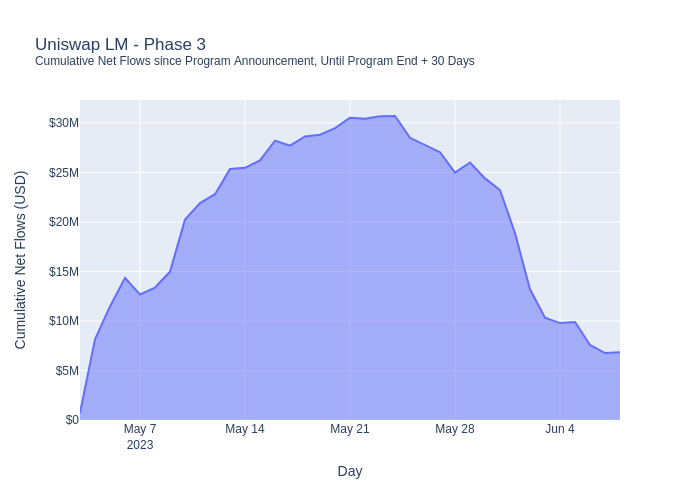 Uniswap LM - Phase 3
Cumulative Net Flows since Program Announcement, Until Program End + 30 Days
Cumulative Net Flows (USD)
$30M
$25M
$20M
$15M
$10M
$5M
$0
May 7
2023
May 14
May 21
May 28
Jun 4
Day